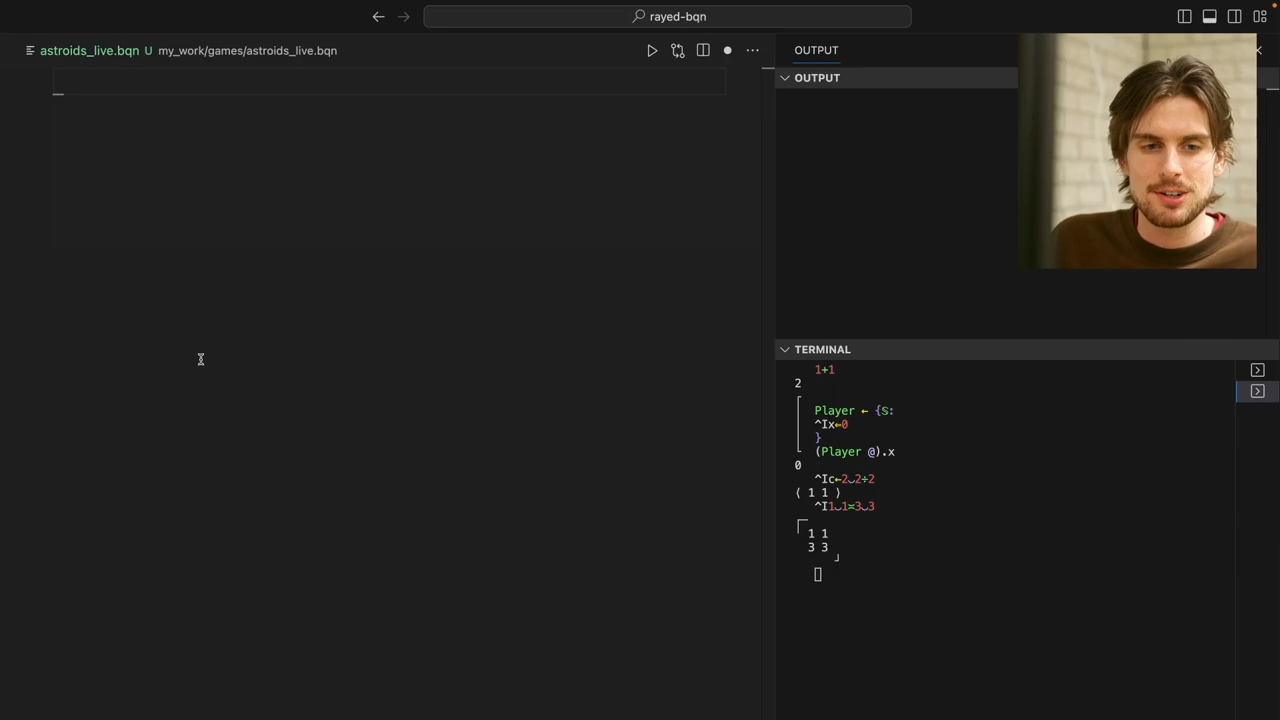 rayed-bqn
astroids_live.bqn U my_work/games/astroids_live.bqn
OUTPUT
OUTPUT
TERMINAL
1+1
2
Player ← {𝕤:
^Ix←0
}
(Player @).x
0
^Ic←2‿2÷2
⟨ 1 1 ⟩
^I1‿1≍3‿3
1 1
3 3